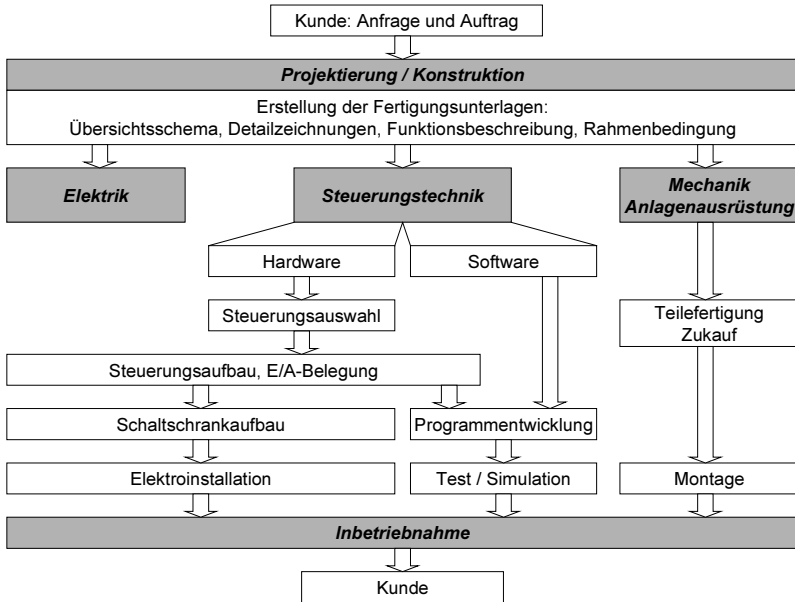 Kunde: Anfrage und Auftrag
Projektierung / Konstruktion
Erstellung der Fertigungsunterlagen:
Übersichtsschema, Detailzeichnungen, Funktionsbeschreibung, Rahmenbedingung
Elektrik
Steuerungstechnik
Mechanik
Anlagenausrüstung
Hardware
Software
Steuerungsauswahl
Teilefertigung
Zukauf
Steuerungsaufbau, E/A-Belegung
Schaltschrankaufbau
Programmentwicklung
Elektroinstallation
Test / Simulation
Montage
Inbetriebnahme
Kunde